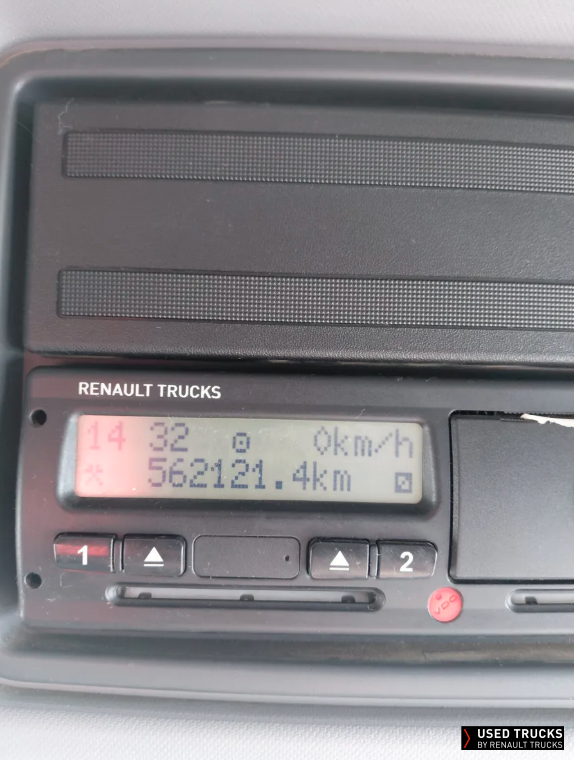 RENAULT TRUCKS
14 32 0km/h
562121.4km
1
2
VDO
USED TRUCKS
BY RENAULT TRUCKS